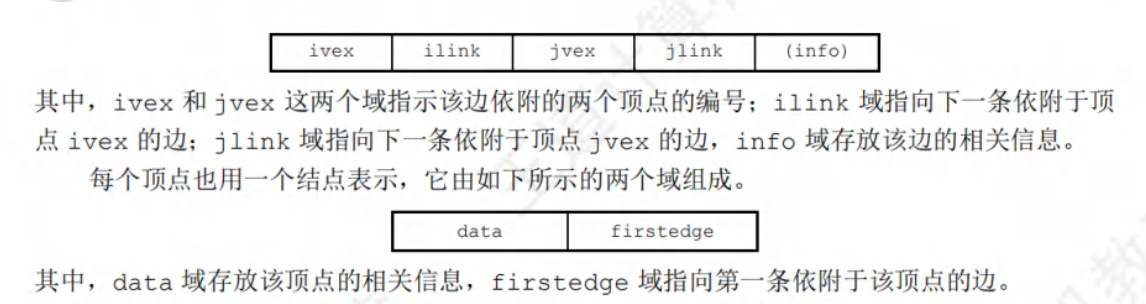 ivex ilink jvex jlink (info)
其中，ivex 和 jvex 这两个域指示该边依附的两个顶点的编号；ilink 域指向下一条依附于顶
点 ivex 的边；jlink 域指向下一条依附于顶点 jvex 的边，info 域存放该边的相关信息。
每个顶点也用一个结点表示，它由如下所示的两个域组成。
data firstedge
其中，data 域存放该顶点的相关信息，firstedge 域指向第一条依附于该顶点的边。